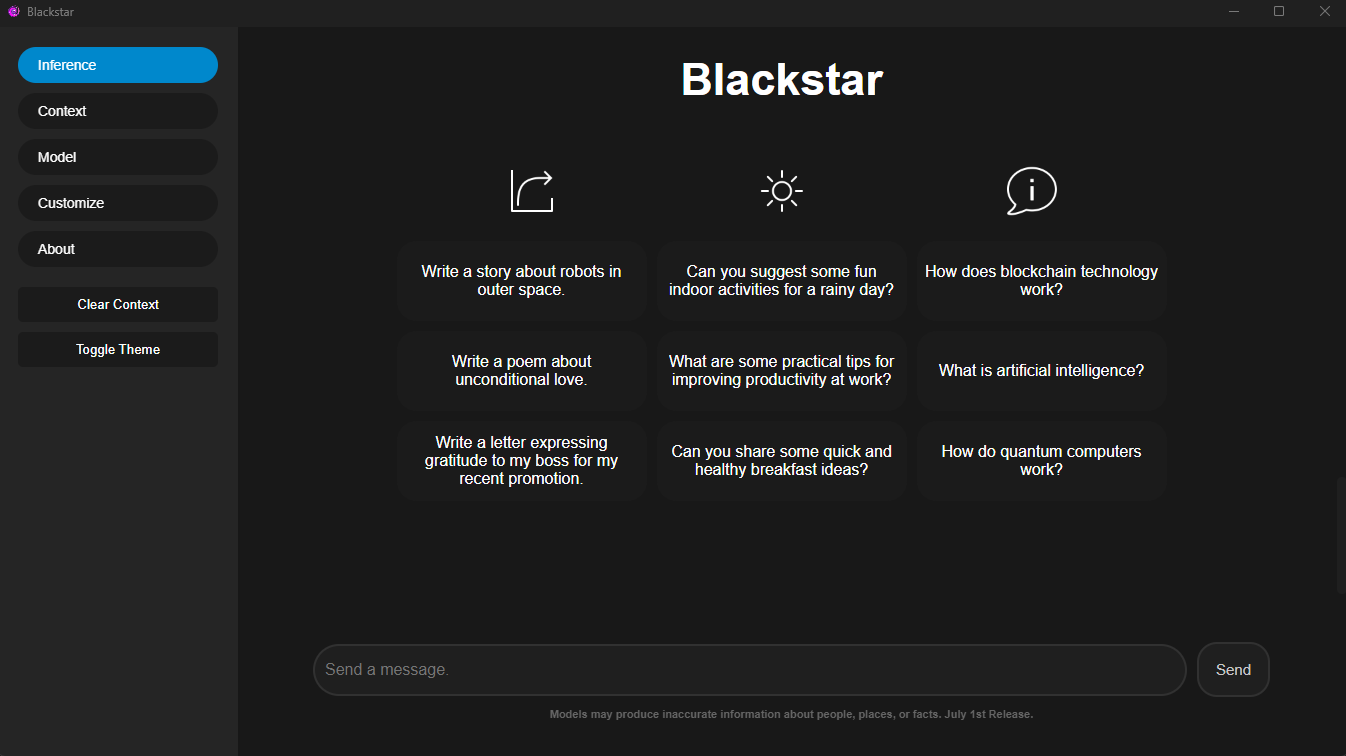 Blackstar
Inference
Context
Model
Customize
About
Clear Context
Toggle Theme
Blackstar
Write a story about robots in
outer space.
Write a poem about
unconditional love.
Write a letter expressing
gratitude to my boss for my
recent promotion.
Can you suggest some fun
indoor activities for a rainy day?
What are some practical tips for
improving productivity at work?
Can you share some quick and
healthy breakfast ideas?
How does blockchain technology
work?
What is artificial intelligence?
How do quantum computers
work?
Send a message.
Send
Models may produce inaccurate information about people, places, or facts. July 1st Release.